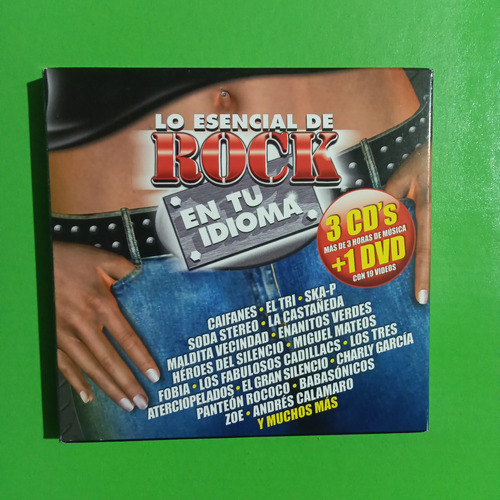 LO ESENCIAL DE
ROCK
EN TU
IDIOMA
3 CD's
MÁS DE 3 HORAS DE MÚSICA
+1 DVD
CON 19 VIDEOS
CAIFANES • EL TRI • SKA-P
SODA STEREO • LA CASTAÑEDA
MALDITA VECINDAD • ENANITOS VERDES
HÉROES DEL SILENCIO • MIGUEL MATEOS
FOBIA • LOS FABULOSOS CADILLACS • LOS TRES
ATERCIOPELADOS • EL GRAN SILENCIO • CHARLY GARCÍA
PANTEÓN ROCOCO • BABASÓNICOS
ZOE • ANDRÉS CALAMARO
Y MUCHOS MÁS